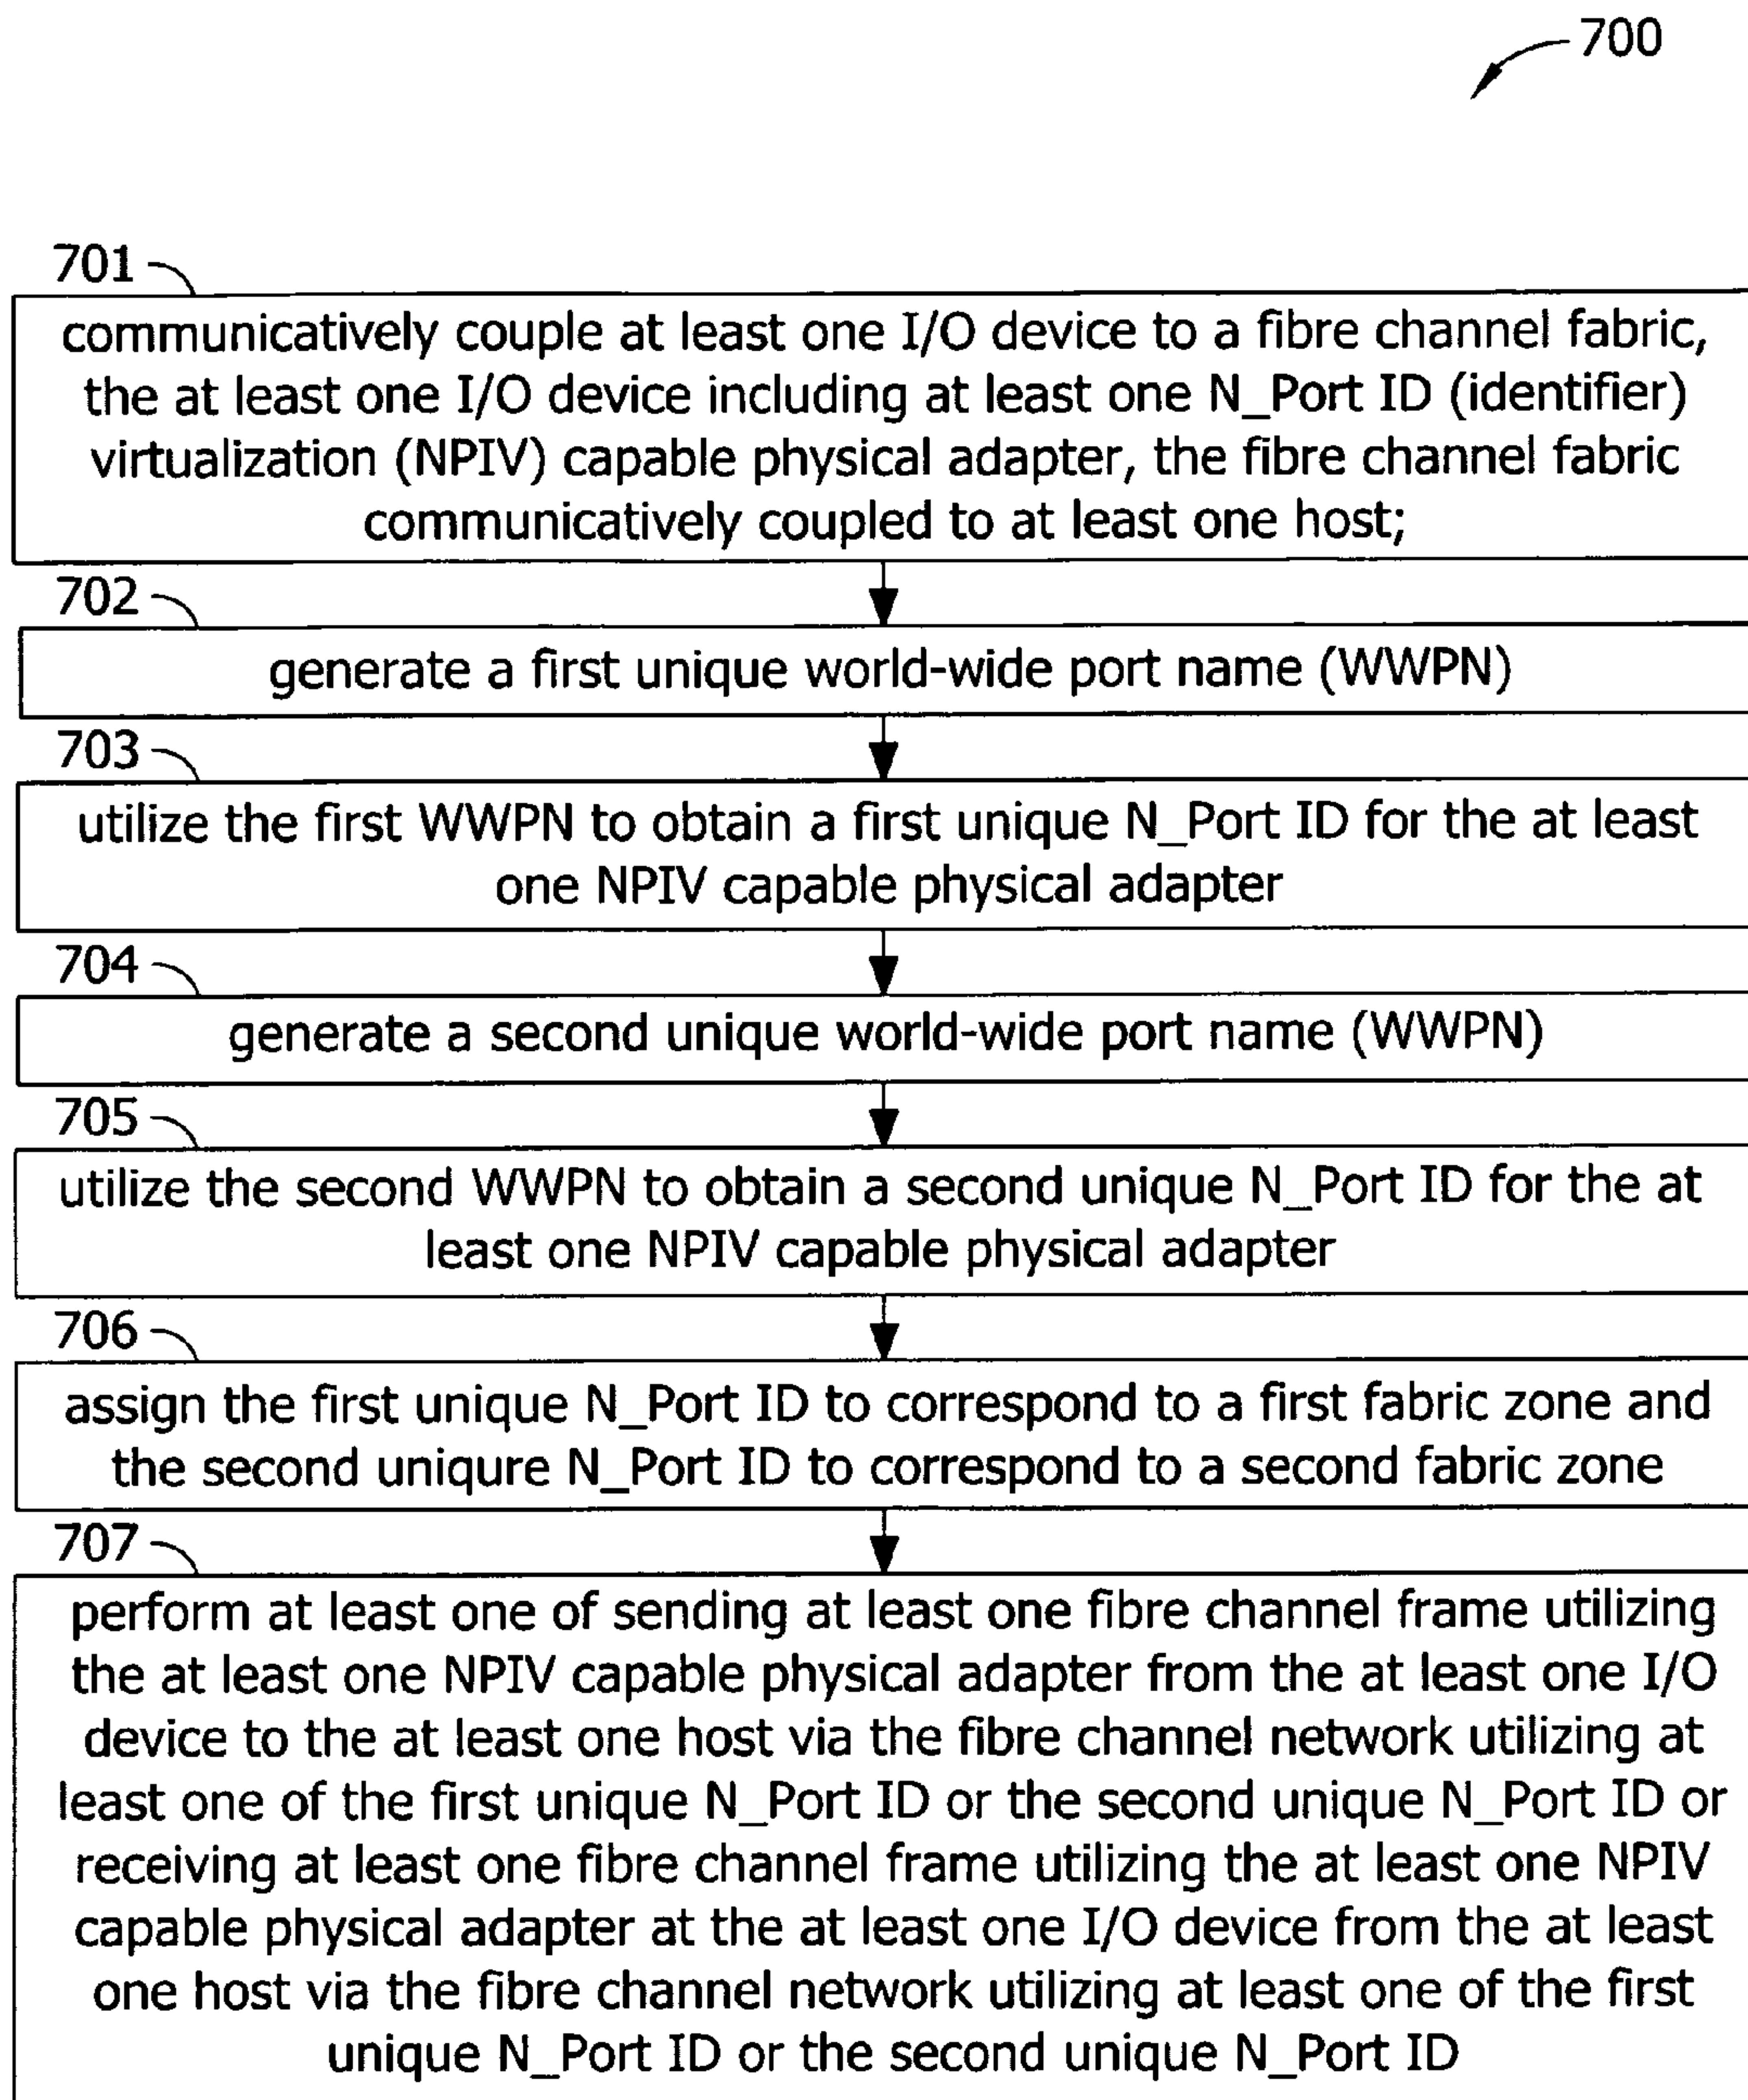 700
701
communicatively couple at least one I/O device to a fibre channel fabric,
the at least one I/O device including at least one N_Port ID (identifier)
virtualization (NPIV) capable physical adapter, the fibre channel fabric
communicatively coupled to at least one host;
702
generate a first unique world-wide port name (WWPN)
703
utilize the first WWPN to obtain a first unique N_Port ID for the at least
one NPIV capable physical adapter
704
generate a second unique world-wide port name (WWPN)
705
utilize the second WWPN to obtain a second unique N_Port ID for the at
least one NPIV capable physical adapter
706
assign the first unique N_Port ID to correspond to a first fabric zone and
the second uniqure N_Port ID to correspond to a second fabric zone
707
perform at least one of sending at least one fibre channel frame utilizing
the at least one NPIV capable physical adapter from the at least one I/O
device to the at least one host via the fibre channel network utilizing at
least one of the first unique N_Port ID or the second unique N_Port ID or
receiving at least one fibre channel frame utilizing the at least one NPIV
capable physical adapter at the at least one I/O device from the at least
one host via the fibre channel network utilizing at least one of the first
unique N_Port ID or the second unique N_Port ID